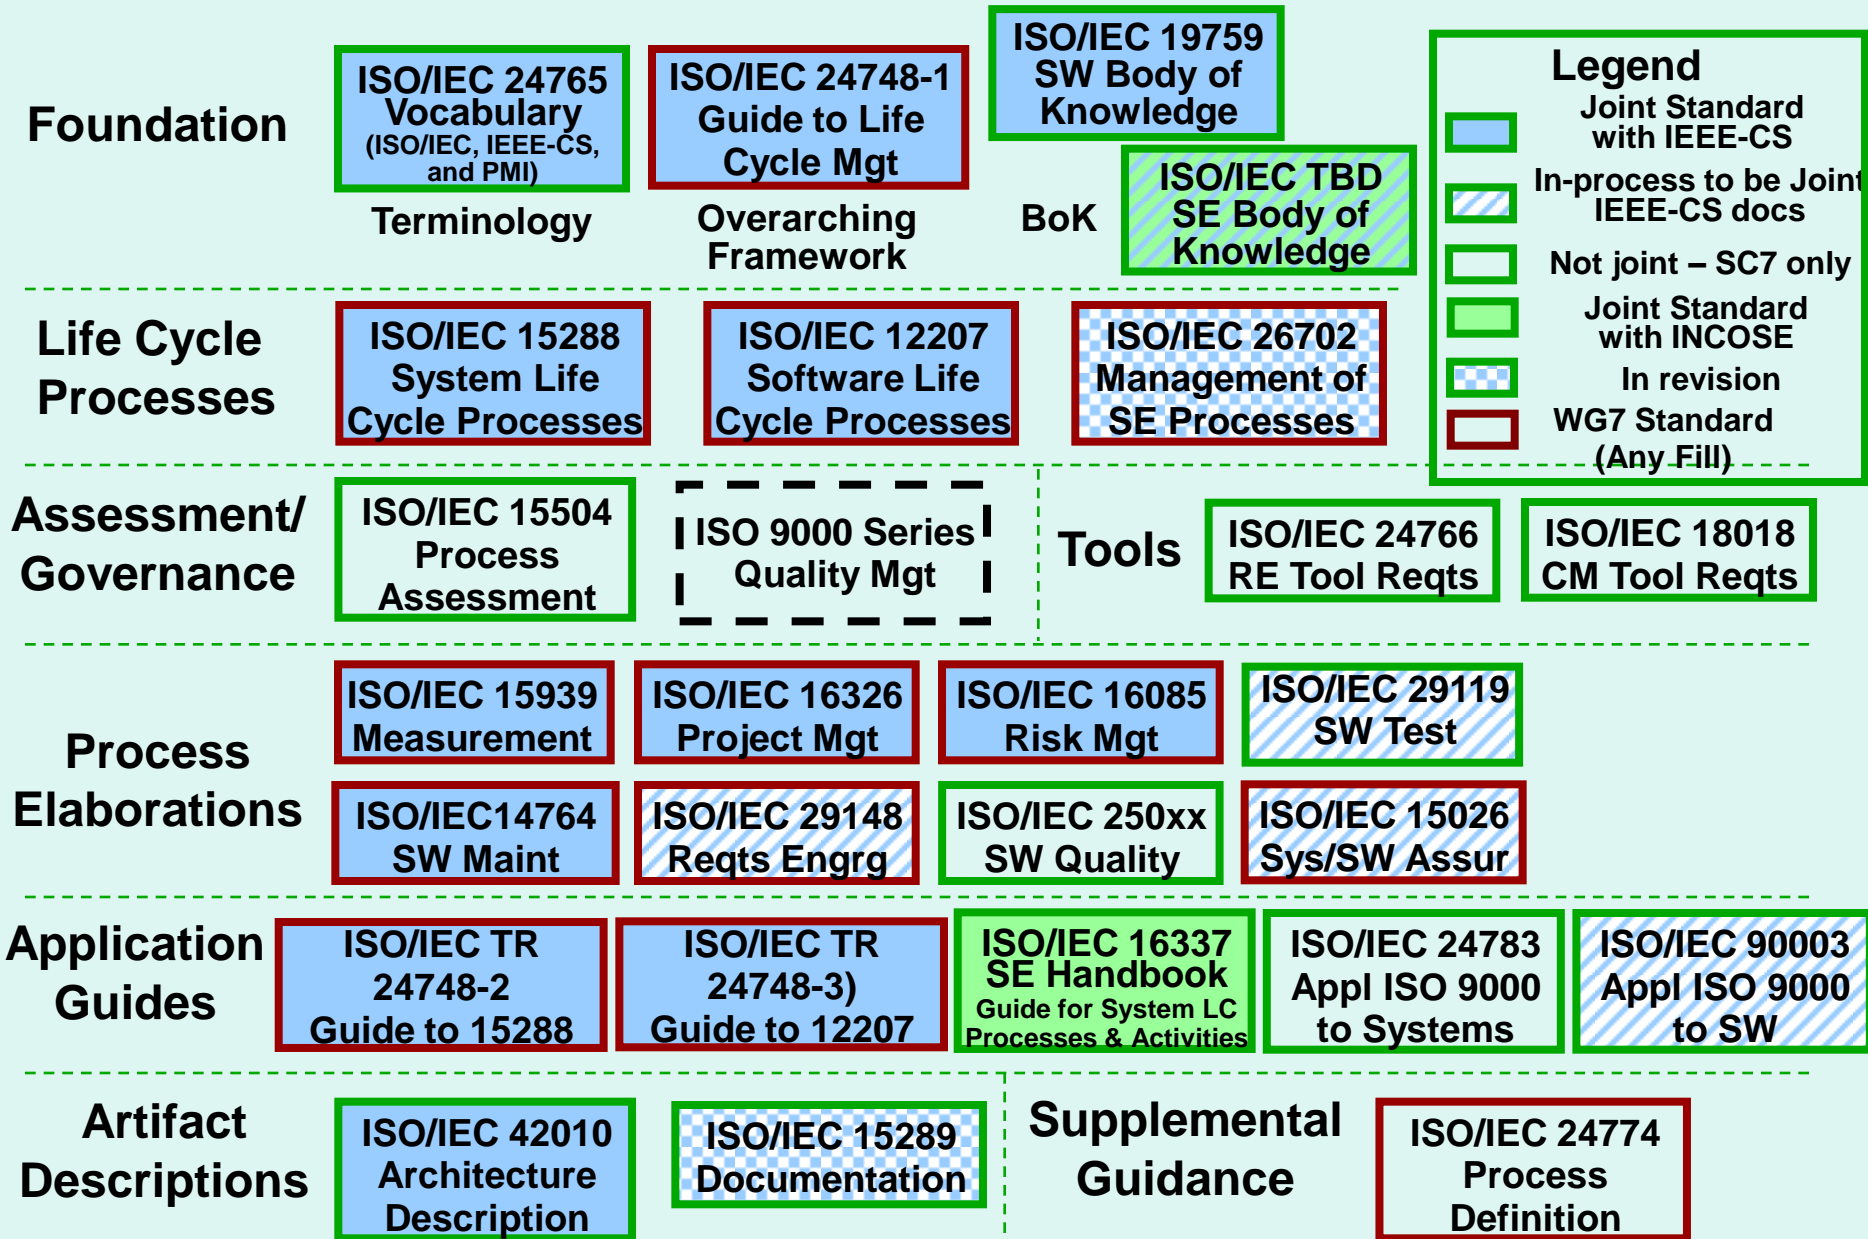 Foundation
ISO/IEC 24765
Vocabulary
(ISO/IEC, IEEE-CS,
and PMI)
Terminology
ISO/IEC 24748-1
Guide to Life
Cycle Mgt
Overarching
Framework
ISO/IEC 19759
SW Body of
Knowledge
BoK
ISO/IEC TBD
SE Body of
Knowledge
Legend
Joint Standard
with IEEE-CS
In-process to be Joint
IEEE-CS docs
Not joint – SC7 only
Joint Standard
with INCOSE
In revision
WG7 Standard
(Any Fill)
Life Cycle
Processes
ISO/IEC 15288
System Life
Cycle Processes
ISO/IEC 12207
Software Life
Cycle Processes
ISO/IEC 26702
Management of
SE Processes
Assessment/
Governance
ISO/IEC 15504
Process
Assessment
ISO 9000 Series
Quality Mgt
Tools
ISO/IEC 24766
RE Tool Reqts
ISO/IEC 18018
CM Tool Reqts
Process
Elaborations
ISO/IEC 15939
Measurement
ISO/IEC 16326
Project Mgt
ISO/IEC 16085
Risk Mgt
ISO/IEC 29119
SW Test
ISO/IEC14764
SW Maint
ISO/IEC 29148
Reqts Engrg
ISO/IEC 250xx
SW Quality
ISO/IEC 15026
Sys/SW Assur
Application
Guides
ISO/IEC TR
24748-2
Guide to 15288
ISO/IEC TR
24748-3)
Guide to 12207
ISO/IEC 16337
SE Handbook
Guide for System LC
Processes & Activities
ISO/IEC 24783
Appl ISO 9000
to Systems
ISO/IEC 90003
Appl ISO 9000
to SW
Artifact
Descriptions
ISO/IEC 42010
Architecture
Description
ISO/IEC 15289
Documentation
Supplemental
Guidance
ISO/IEC 24774
Process
Definition